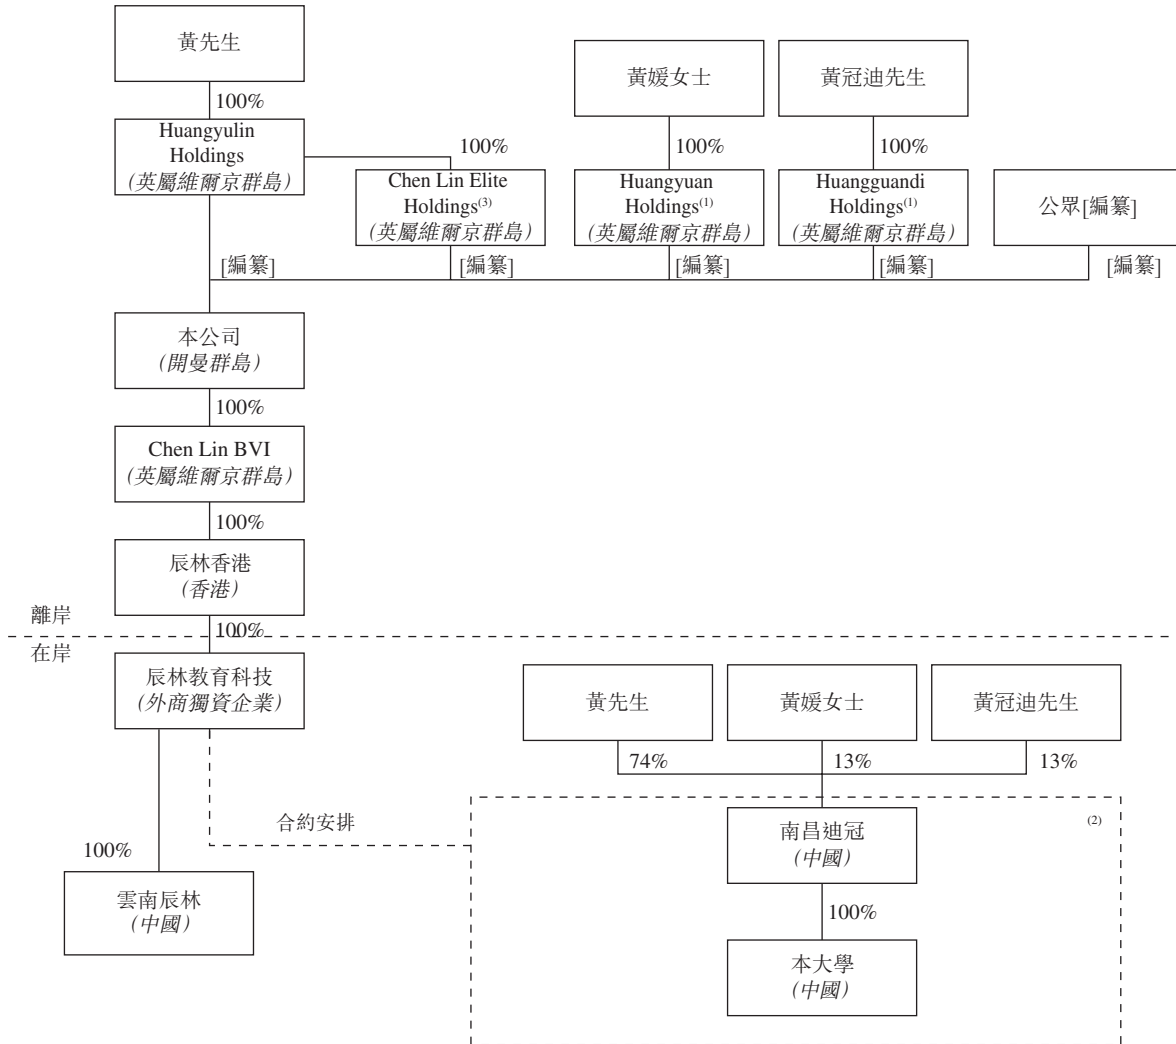 黃先生
100%
黃媛女士
黃冠迪先生
Huangyulin
Holdings
(英屬維爾京群島)
100%
100%
100%
Chen Lin Elite
Holdings(3)
(英屬維爾京群島)
Huangyuan
Holdings(1)
(英屬維爾京群島)
Huangguandi
Holdings(1)
(英屬維爾京群島)
公眾[編纂]
[編纂]
[編纂]
[編纂]
[編纂]
[編纂]
本公司
(開曼群島)
100%
Chen Lin BVI
(英屬維爾京群島)
100%
辰林香港
(香港)
離岸
100%
在岸
辰林教育科技
(外商獨資企業)
黃先生
黃媛女士
黃冠迪先生
74%
13%
13%
合約安排
南昌迪冠
(中國)
(2)
100%
雲南辰林
(中國)
100%
本大學
(中國)